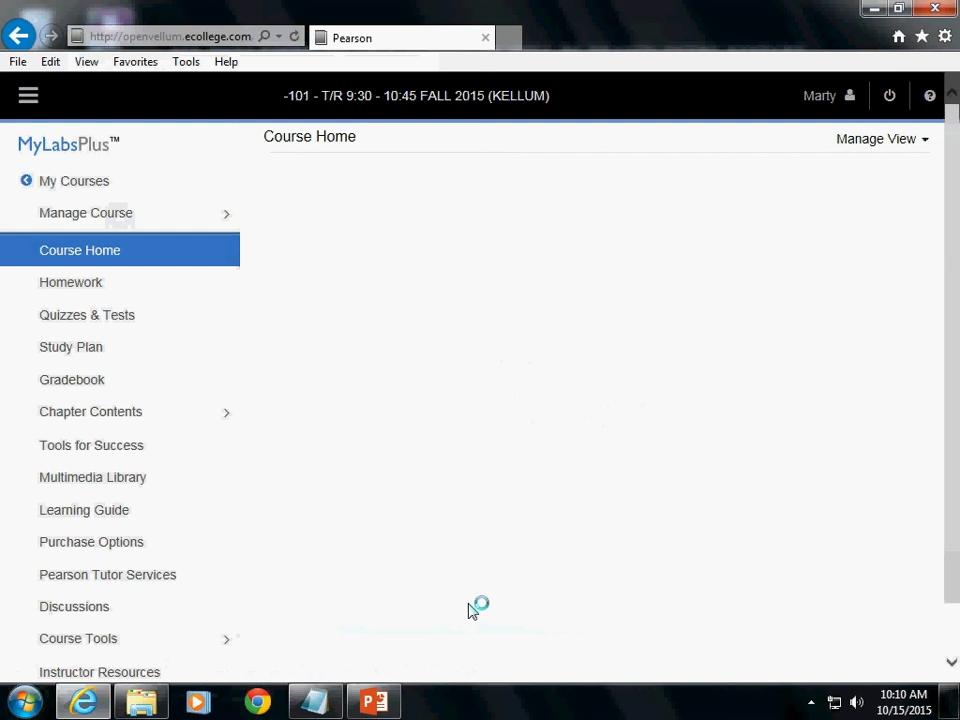 http://openvellum.ecollege.com
Pearson
File Edit View Favorites Tools Help
-101 - T/R 9:30 - 10:45 FALL 2015 (KELLUM)
Marty
MyLabsPlus™
Course Home
Manage View
My Courses
Manage Course
Course Home
Homework
Quizzes & Tests
Study Plan
Gradebook
Chapter Contents
Tools for Success
Multimedia Library
Learning Guide
Purchase Options
Pearson Tutor Services
Discussions
Course Tools
Instructor Resources
10:10 AM
10/15/2015